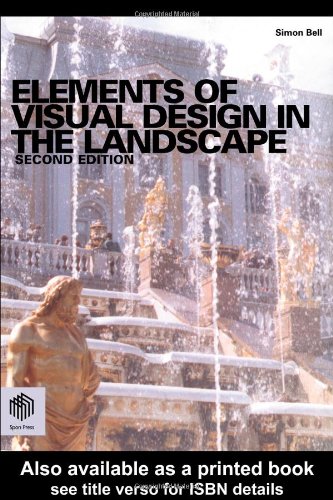 Simon Bell
ELEMENTS OF
VISUAL DESIGN IN
THE LANDSCAPE
SECOND EDITION
Spon Press
Also available as a printed book
see title verso for ISBN details